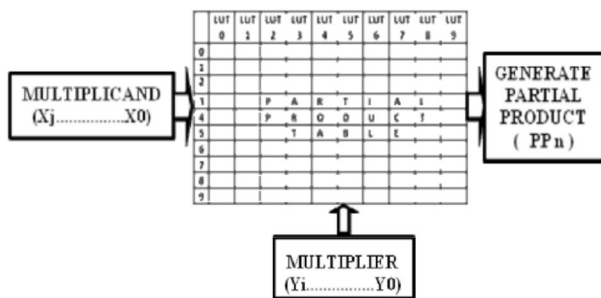 LUT LUT LUT LUT LUT LUT LUT LUT LUT LUT
0 1 2 3 4 5 6 7 8 9
0
1
2
3 P A R T I A L
4 P R O D U C T
5 T A B L E
6
7
8
9
MULTIPLICAND
(Xj...............X0)
GENERATE
PARTIAL
PRODUCT
( PPn )
MULTIPLIER
(Yi...............Y0)